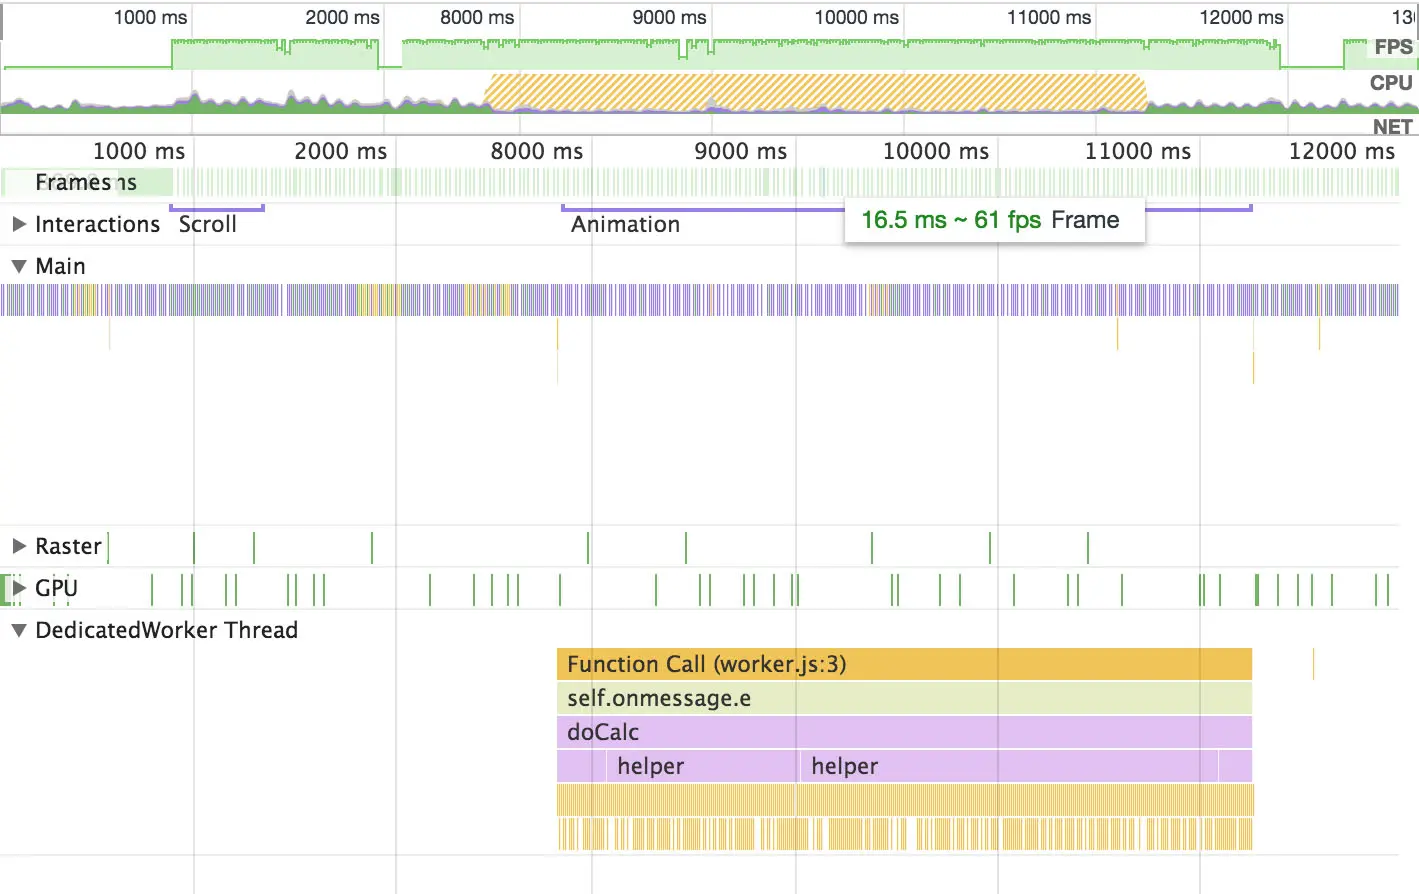 1000 ms 2000 ms 8000 ms 9000 ms 10000 ms 11000 ms 12000 ms 130
FPS
CPU
NET
1000 ms 2000 ms 8000 ms 9000 ms 10000 ms 11000 ms 12000 ms
Frames ns
Interactions Scroll Animation 16.5 ms ~ 61 fps Frame
Main
Raster
GPU
DedicatedWorker Thread
Function Call (worker.js:3)
self.onmessage.e
doCalc
helper helper